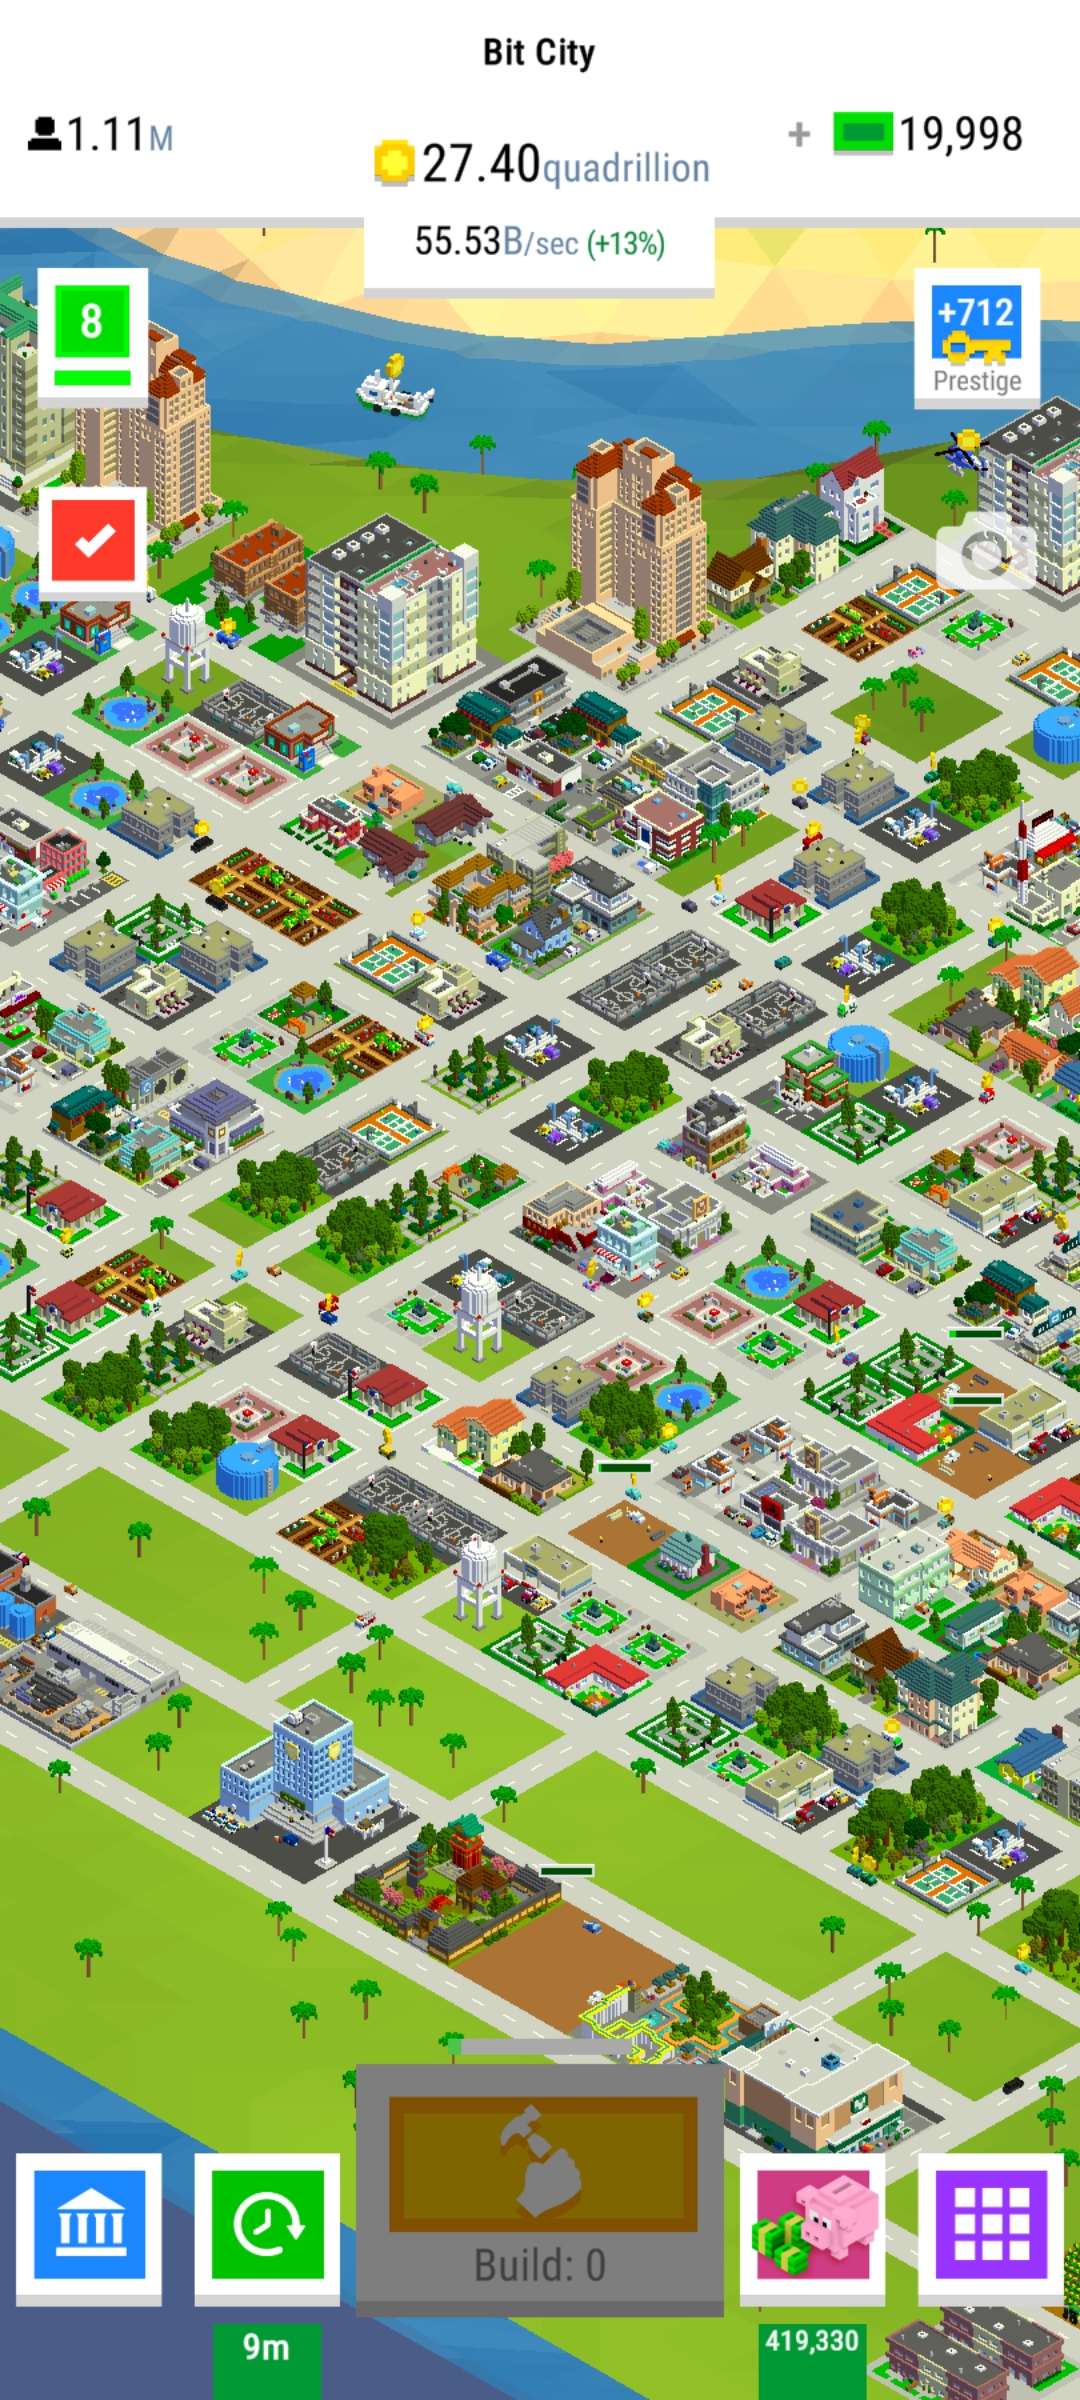 Bit City
1.11M
27.40quadrillion
+ 19,998
55.53B/sec (+13%)
8
+712
Prestige
Build: 0
9m
419,330